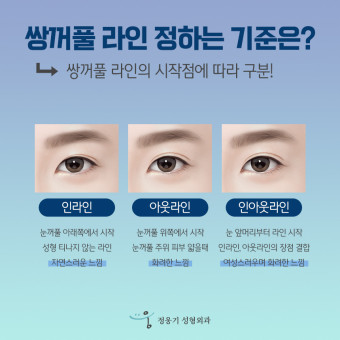 쌍꺼풀 라인 정하는 기준은?
쌍꺼풀 라인의 시작점에 따라 구분!
인라인
아웃라인
인아웃라인
눈꺼풀 아래쪽에서 시작
성형 티나지 않는 라인
자연스러운 느낌
눈꺼풀 위쪽에서 시작
눈꺼풀 주위 피부 얇을때
화려한 느낌
눈 앞머리부터 라인 시작
인라인, 아웃라인의 장점 결합
여성스러우며 화려한 느낌
정웅기 성형외과